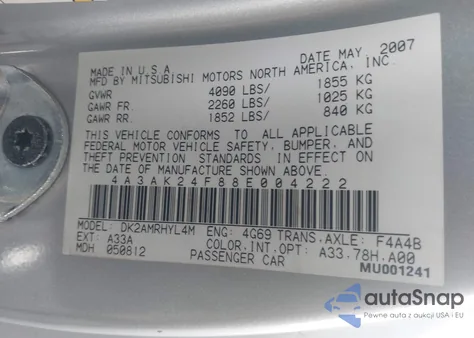 MADE IN U.S.A DATE MAY. 2007
MFD BY MITSUBISHI MOTORS NORTH AMERICA, INC.
GVWR 4090 LBS/ 1855 KG
GAWR FR. 2260 LBS/ 1025 KG
GAWR RR. 1852 LBS/ 840 KG
THIS VEHICLE CONFORMS TO ALL APPLICABLE
FEDERAL MOTOR VEHICLE SAFETY, BUMPER, AND
THEFT PREVENTION STANDARDS IN EFFECT ON
THE DATE OF MANUFACTURE SHOWN ABOVE.
4A3AK24F88E004222
MODEL: DK2AMRHYL4M ENG: 4G69 TRANS.AXLE: F4A4B
EXT: A33A COLOR.INT.OPT: A33.78H.A00
MDH 050812 PASSENGER CAR
MU001241
autoSnap
Pewne auta z USA i EU